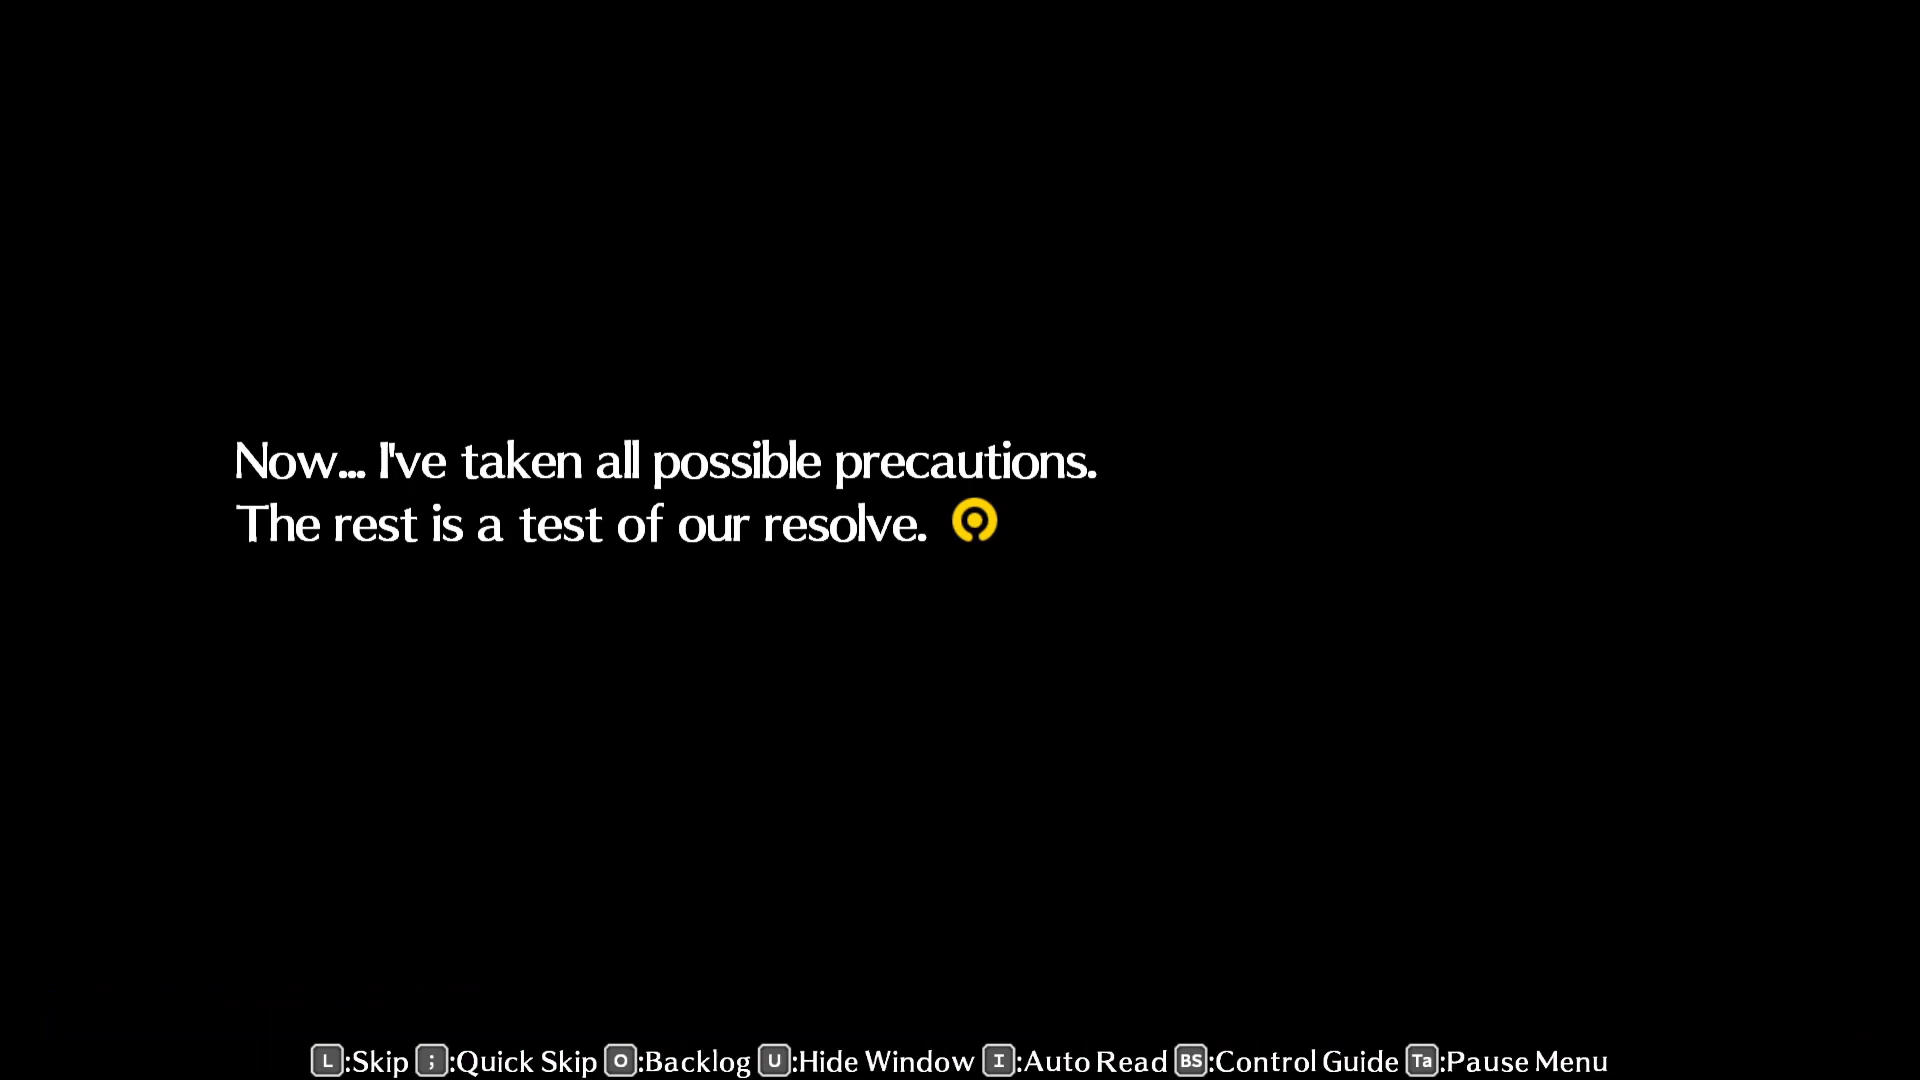 Now... I've taken all possible precautions.
The rest is a test of our resolve.
L:Skip ;:Quick Skip O:Backlog U:Hide Window I:Auto Read BS:Control Guide Ta:Pause Menu